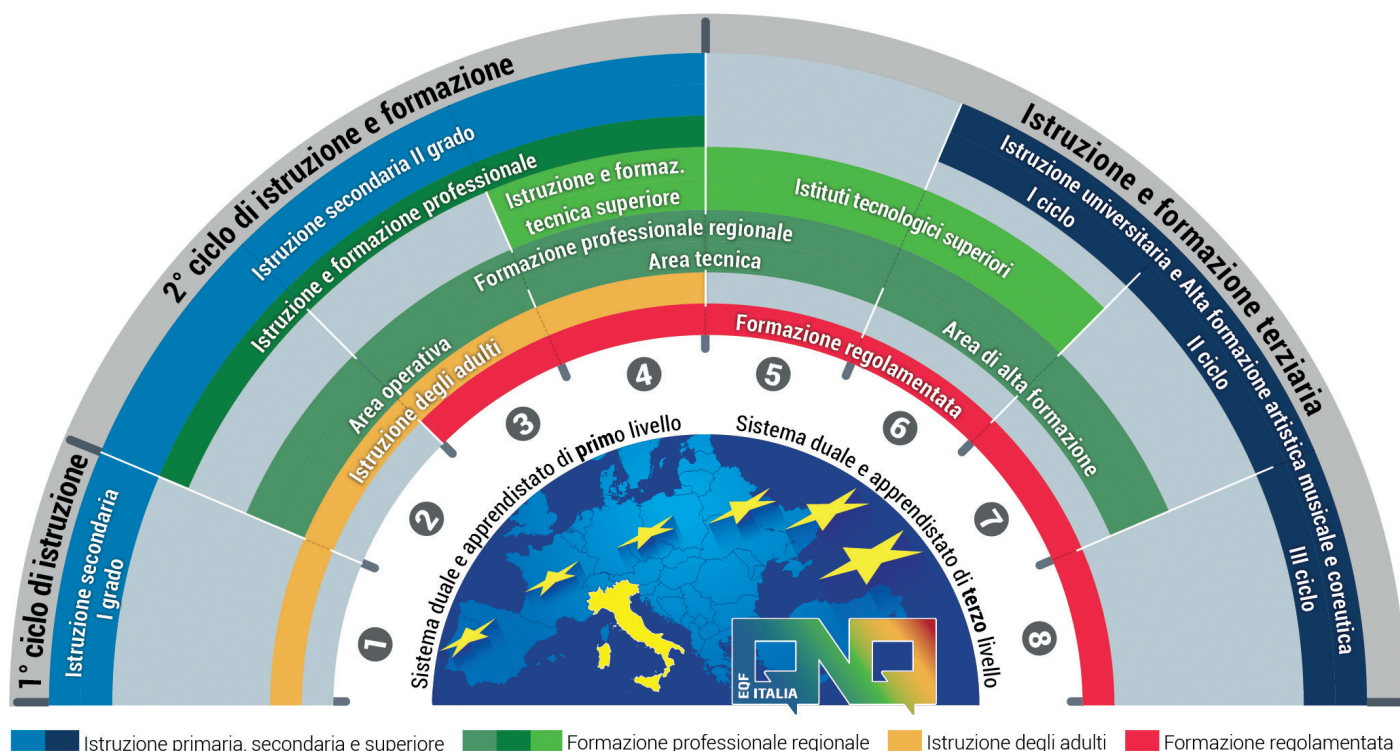 1° ciclo di istruzione
2° ciclo di istruzione e formazione
Istruzione e formazione terziaria
Istruzione secondaria
I grado
Istruzione secondaria II grado
Istruzione e formazione professionale
Istruzione e formaz.
tecnica superiore
Istituti tecnologici superiori
Istruzione universitaria e Alta formazione artistica musicale e coreutica
I ciclo
II ciclo
III ciclo
Formazione professionale regionale
Area operativa
Area tecnica
Area di alta formazione
Istruzione degli adulti
Formazione regolamentata
1
2
3
4
5
6
7
8
Sistema duale e apprendistato di primo livello
Sistema duale e apprendistato di terzo livello
EQF
ITALIA
QNQ
Istruzione primaria, secondaria e superiore
Formazione professionale regionale
Istruzione degli adulti
Formazione regolamentata